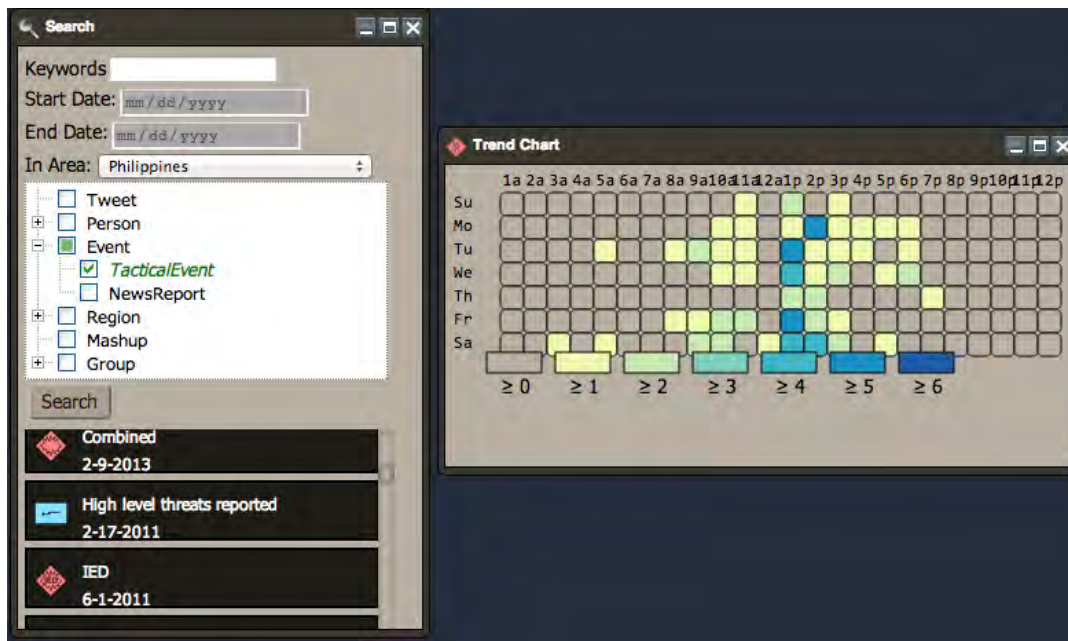 Search
Keywords
Start Date: mm/dd/yyyy
End Date: mm/dd/yyyy
In Area: Philippines
Tweet
Person
Event
TacticalEvent
NewsReport
Region
Mashup
Group
Search
Combined
2-9-2013
High level threats reported
2-17-2011
IED
6-1-2011
Trend Chart
1a 2a 3a 4a 5a 6a 7a 8a 9a 10a 11a 12a 1p 2p 3p 4p 5p 6p 7p 8p 9p 10p 11p 12p
Su
Mo
Tu
We
Th
Fr
Sa
≥ 0 ≥ 1 ≥ 2 ≥ 3 ≥ 4 ≥ 5 ≥ 6